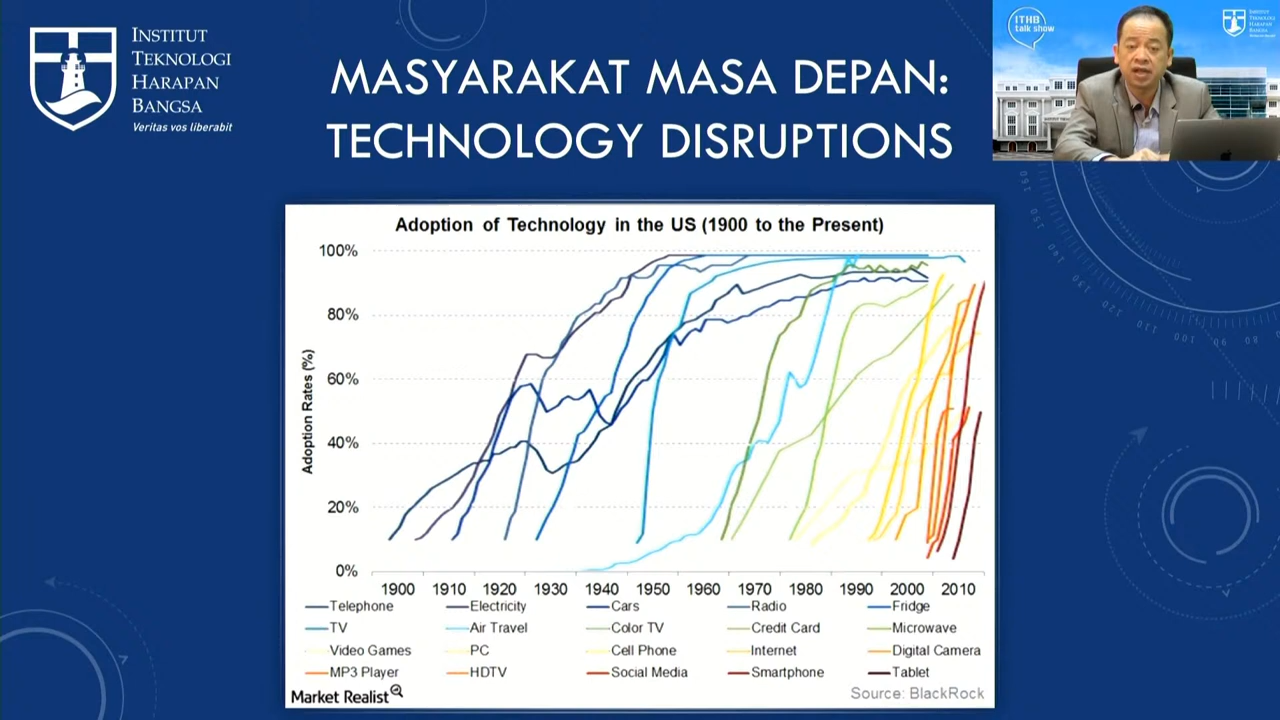 INSTITUT
TEKNOLOGI
HARAPAN
BANGSA
Veritas vos liberabit
MASYARAKAT MASA DEPAN:
TECHNOLOGY DISRUPTIONS
ITHB
talk show
INSTITUT
TEKNOLOGI
HARAPAN
BANGSA
Adoption of Technology in the US (1900 to the Present)
Adoption Rates (%)
100%
80%
60%
40%
20%
0%
1900 1910 1920 1930 1940 1950 1960 1970 1980 1990 2000 2010
Telephone Electricity Cars Radio Fridge
TV Air Travel Color TV Credit Card Microwave
Video Games PC Cell Phone Internet Digital Camera
MP3 Player HDTV Social Media Smartphone Tablet
Market Realist
Source: BlackRock